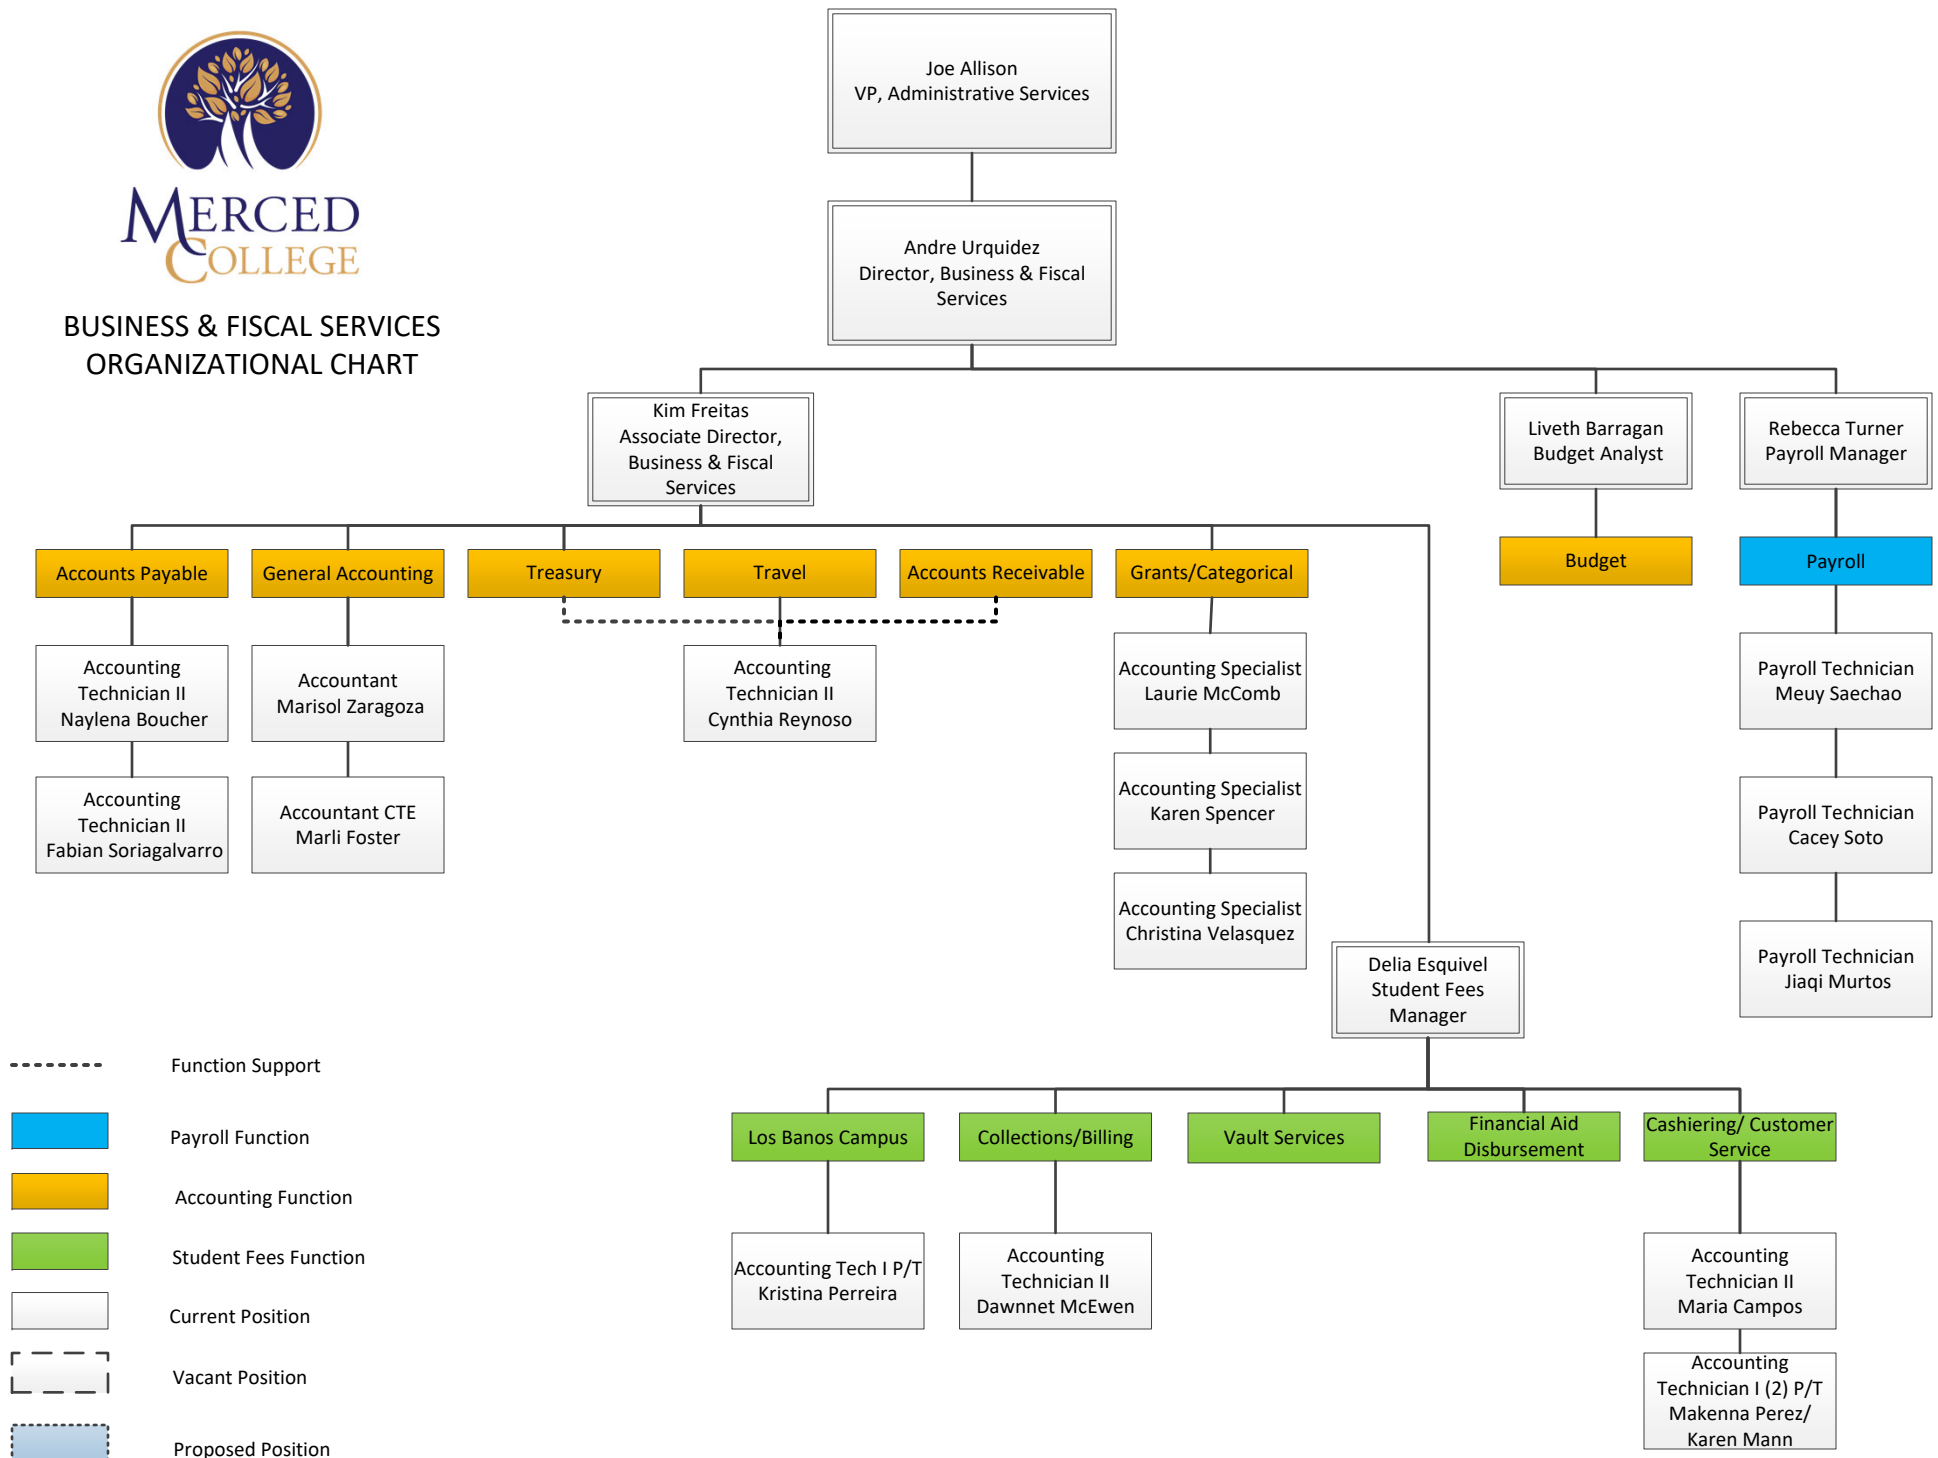 MERCED
COLLEGE
BUSINESS & FISCAL SERVICES
ORGANIZATIONAL CHART
Joe Allison
VP, Administrative Services
Andre Urquidez
Director, Business & Fiscal
Services
Kim Freitas
Associate Director,
Business & Fiscal
Services
Liveth Barragan
Budget Analyst
Rebecca Turner
Payroll Manager
Accounts Payable
General Accounting
Treasury
Travel
Accounts Receivable
Grants/Categorical
Budget
Payroll
Accounting
Technician II
Naylena Boucher
Accountant
Marisol Zaragoza
Accounting
Technician II
Cynthia Reynoso
Accounting Specialist
Laurie McComb
Payroll Technician
Meuy Saechao
Accounting
Technician II
Fabian Soriagalvarro
Accountant CTE
Marli Foster
Accounting Specialist
Karen Spencer
Payroll Technician
Cacey Soto
Accounting Specialist
Christina Velasquez
Payroll Technician
Jiaqi Murtos
Delia Esquivel
Student Fees
Manager
Los Banos Campus
Collections/Billing
Vault Services
Financial Aid
Disbursement
Cashiering/ Customer
Service
Accounting Tech I P/T
Kristina Perreira
Accounting
Technician II
Dawnnet McEwen
Accounting
Technician II
Maria Campos
Accounting
Technician I (2) P/T
Makenna Perez/
Karen Mann
Function Support
Payroll Function
Accounting Function
Student Fees Function
Current Position
Vacant Position
Proposed Position